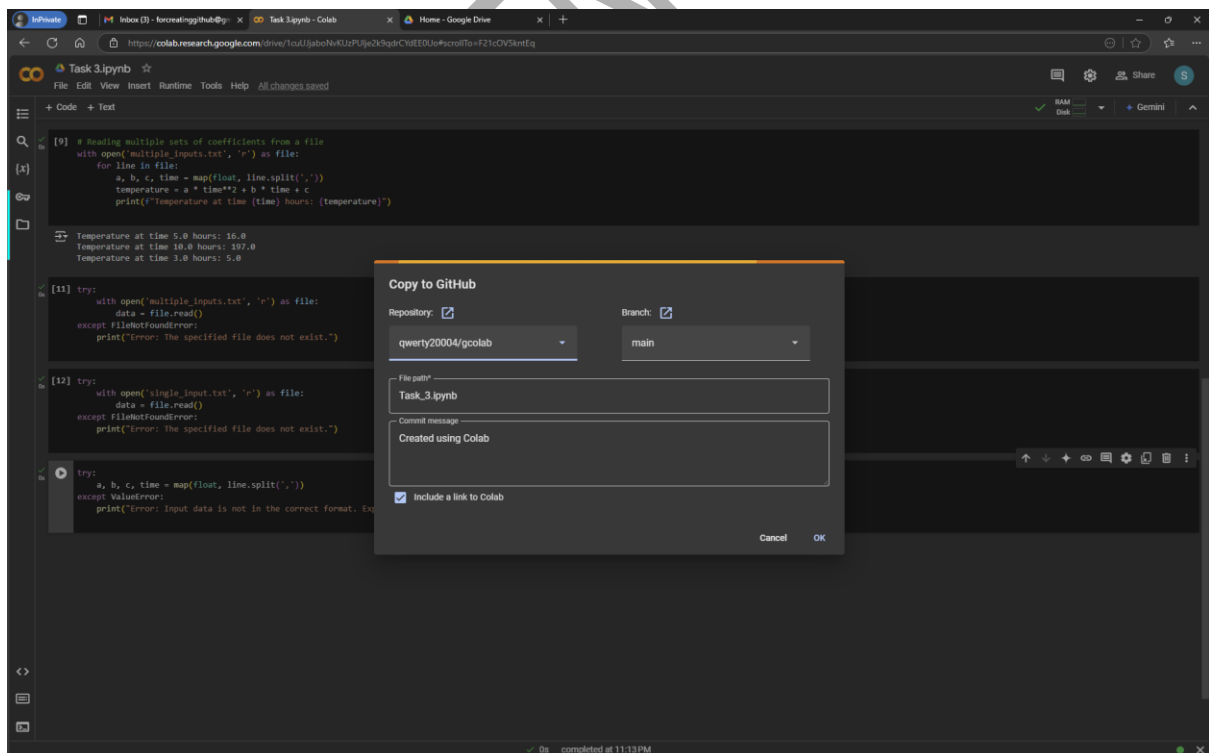 InPrivate
Inbox (3) - forcreatinggithub@g
Task 3.ipynb - Colab
Home - Google Drive
https://colab.research.google.com/drive/1cuUJjaboNvKUzPUlje2k9qdrCYdEE0Uo#scrollTo=F21cOV5kntEq
Task 3.ipynb
File Edit View Insert Runtime Tools Help All changes saved
Share
S
+ Code + Text
RAM
Disk
Gemini
[9] # Reading multiple sets of coefficients from a file
with open('multiple_inputs.txt', 'r') as file:
for line in file:
a, b, c, time = map(float, line.split(','))
temperature = a * time**2 + b * time + c
print(f"Temperature at time {time} hours: {temperature}")
Temperature at time 5.0 hours: 16.0
Temperature at time 10.0 hours: 197.0
Temperature at time 3.0 hours: 5.0
[11] try:
with open('multiple_inputs.txt', 'r') as file:
data = file.read()
except FileNotFoundError:
print("Error: The specified file does not exist.")
[12] try:
with open('single_input.txt', 'r') as file:
data = file.read()
except FileNotFoundError:
print("Error: The specified file does not exist.")
try:
a, b, c, time = map(float, line.split(','))
except ValueError:
print("Error: Input data is not in the correct format. Exp
Copy to GitHub
Repository:
Branch:
qwerty20004/gcolab
main
File path*
Task_3.ipynb
Commit message
Created using Colab
Include a link to Colab
Cancel
OK
0s completed at 11:13 PM